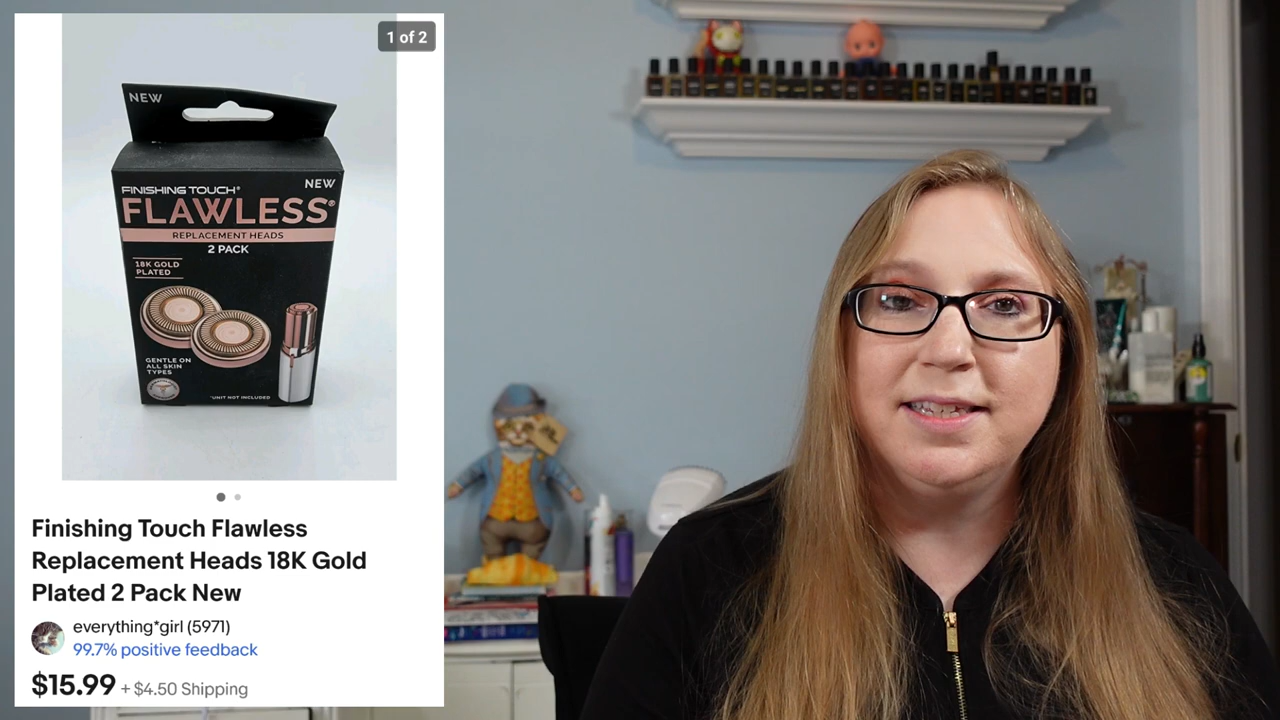 1 of 2
NEW
NEW
FINISHING TOUCH®
FLAWLESS®
REPLACEMENT HEADS
2 PACK
18K GOLD
PLATED
GENTLE ON
ALL SKIN
TYPES
*UNIT NOT INCLUDED
Finishing Touch Flawless
Replacement Heads 18K Gold
Plated 2 Pack New
everything*girl (5971)
99.7% positive feedback
$15.99 + $4.50 Shipping